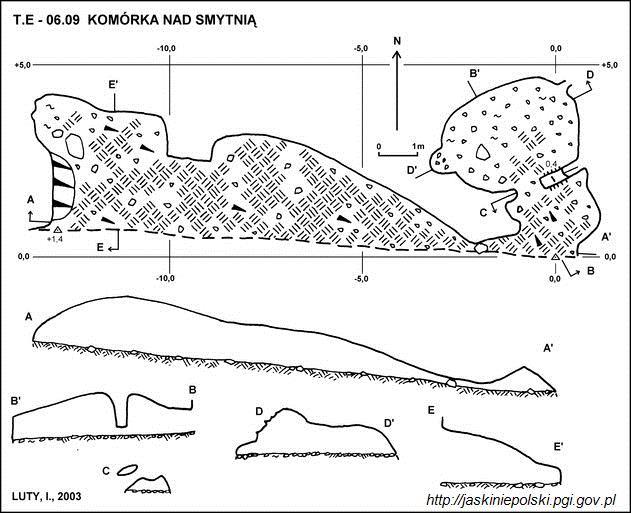 T.E - 06.09 KOMÓRKA NAD SMYTNIĄ
-10,0 -5,0 0,0
+5,0 +5,0
N
E' B' D
0 1m
D' 0,4
A C A'
+1,4 E B
0,0 0,0
-10,0 -5,0 0,0
A A'
B' B D D' E E'
C
LUTY, I., 2003
http://jaskiniepolski.pgi.gov.pl